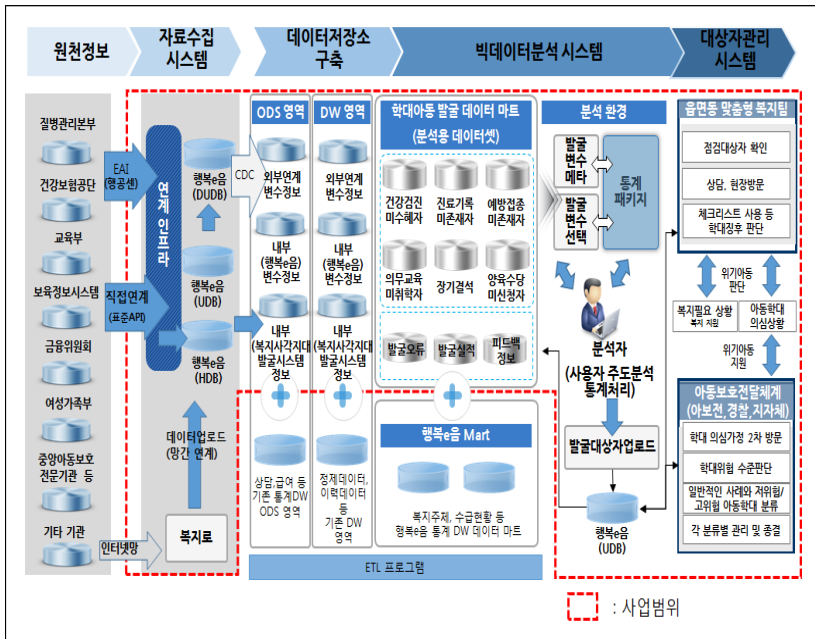 원천정보
자료수집
시스템
데이터저장소
구축
빅데이터분석 시스템
대상자관리
시스템
질병관리본부
건강보험공단
교육부
보육정보시스템
금융위원회
여성가족부
중앙아동보호
전문기관 등
기타 기관
EAI
(행공센)
직접연계
(표준API)
인터넷망
연계 인프라
행복e음
(DUDB)
행복e음
(UDB)
행복e음
(HDB)
데이터업로드
(망간 연계)
복지로
CDC
ODS 영역
외부연계
변수정보
내부
(행복e음)
변수정보
내부
(복지사각지대
발굴시스템
정보
상담,급여 등
기존 통계DW
ODS 영역
DW 영역
외부연계
변수정보
내부
(행복e음)
변수정보
내부
(복지사각지대
발굴시스템
정보
정제데이터,
이력데이터
등
기존 DW
영역
학대아동 발굴 데이터 마트
(분석용 데이터셋)
건강검진
미수혜자
진료기록
미존재자
예방접종
미존재자
의무교육
미취학자
장기결석
양육수당
미신청자
발굴오류
발굴실적
피드백
정보
행복e음 Mart
복지주제, 수급현황 등
행복e음 통계 DW 데이터 마트
ETL 프로그램
분석 환경
발굴
변수
메타
발굴
변수
선택
통계
패키지
분석자
(사용자 주도분석
통계처리)
발굴대상자업로드
행복e음
(UDB)
읍면동 맞춤형 복지팀
점검대상자 확인
상담, 현장방문
체크리스트 사용 등
학대징후 판단
위기아동
판단
복지필요 상황
복지 지원
아동학대
의심상황
위기아동
지원
아동보호전달체계
(아보전,경찰,지자체)
학대 의심가정 2차 방문
학대위험 수준판단
일반적인 사례와 저위험/
고위험 아동학대 분류
각 분류별 관리 및 종결
: 사업범위